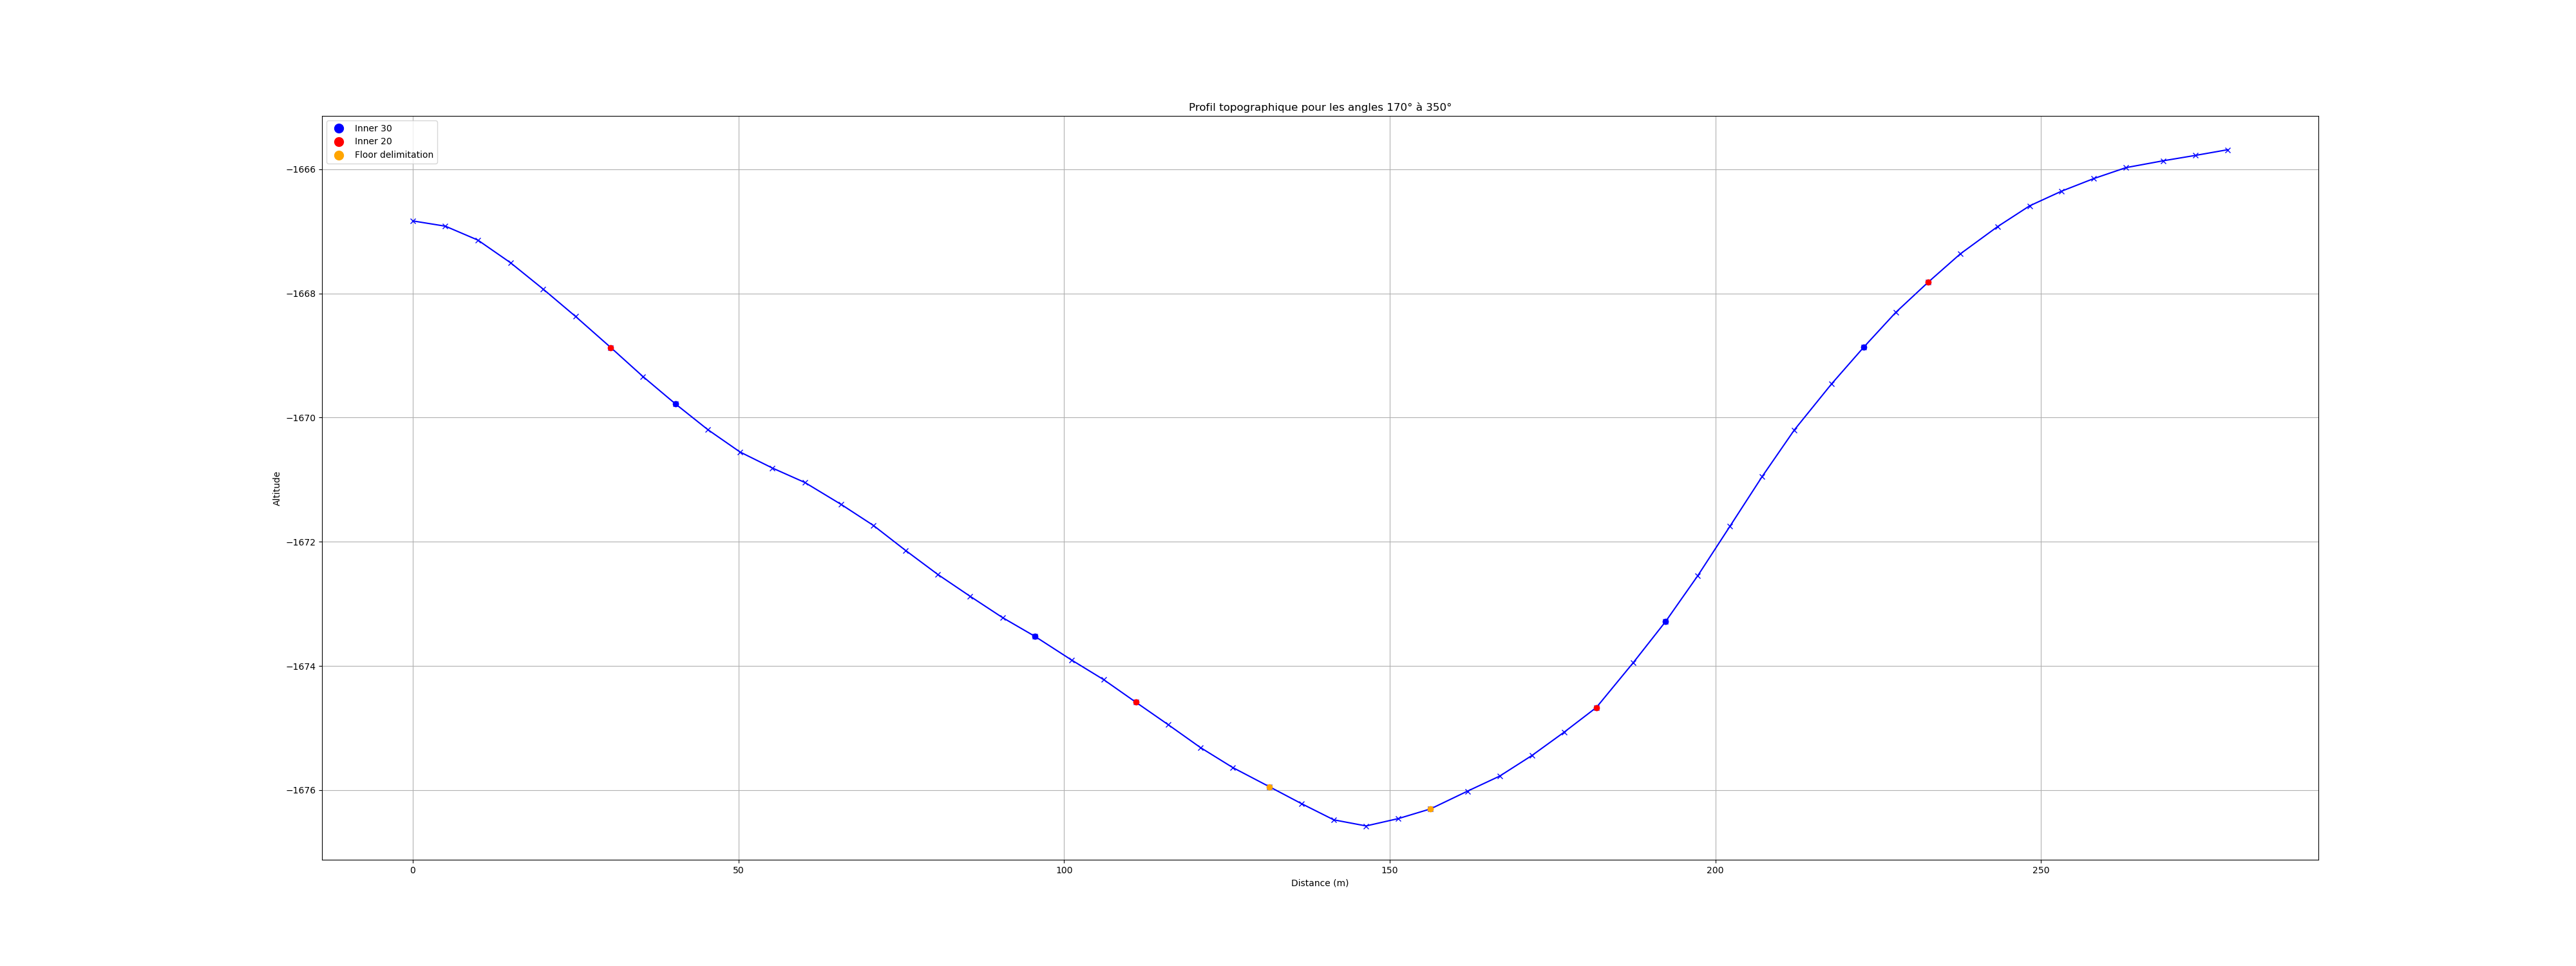 Profil topographique pour les angles 170° à 350°
Inner 30
Inner 20
Floor delimitation
−1666
−1668
−1670
−1672
−1674
−1676
Altitude
0 50 100 150 200 250
Distance (m)